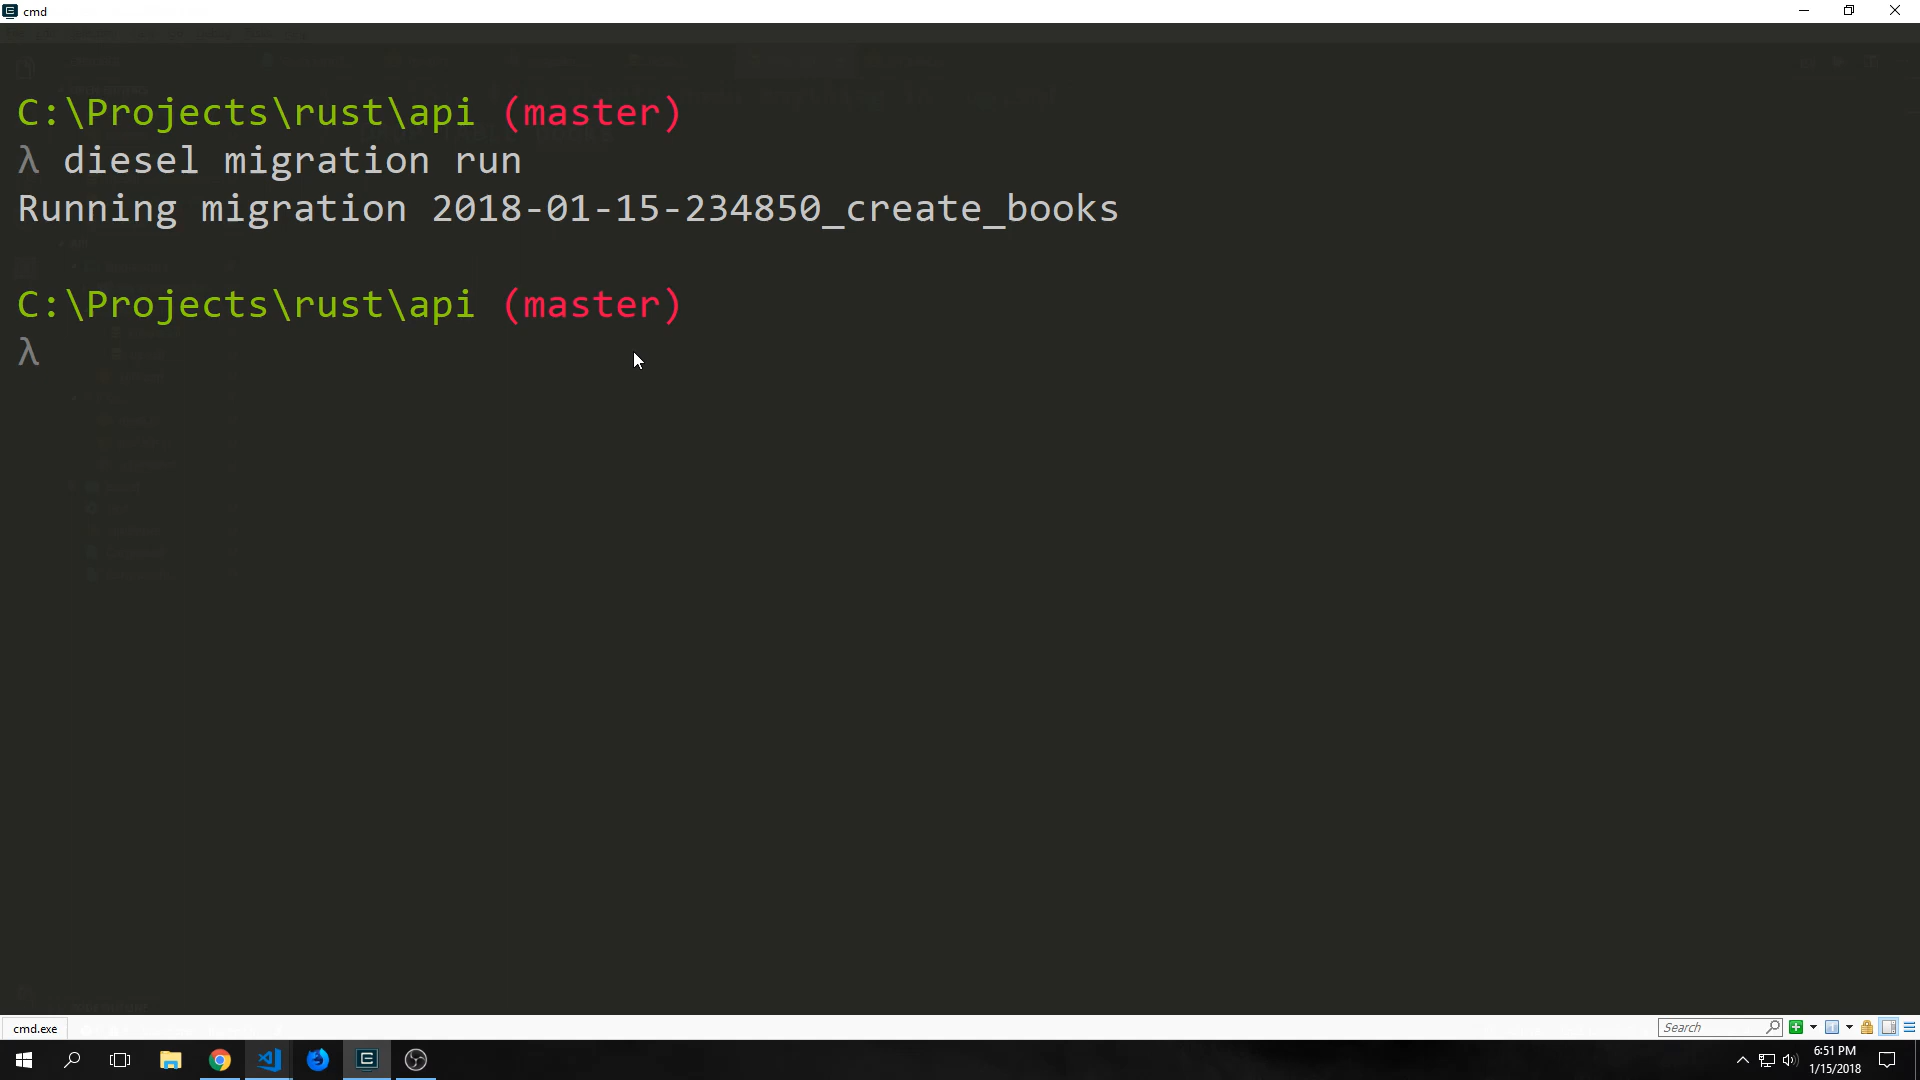 cmd
C:\Projects\rust\api (master)
λ diesel migration run
Running migration 2018-01-15-234850_create_books
C:\Projects\rust\api (master)
λ
cmd.exe
Search
6:51 PM
1/15/2018